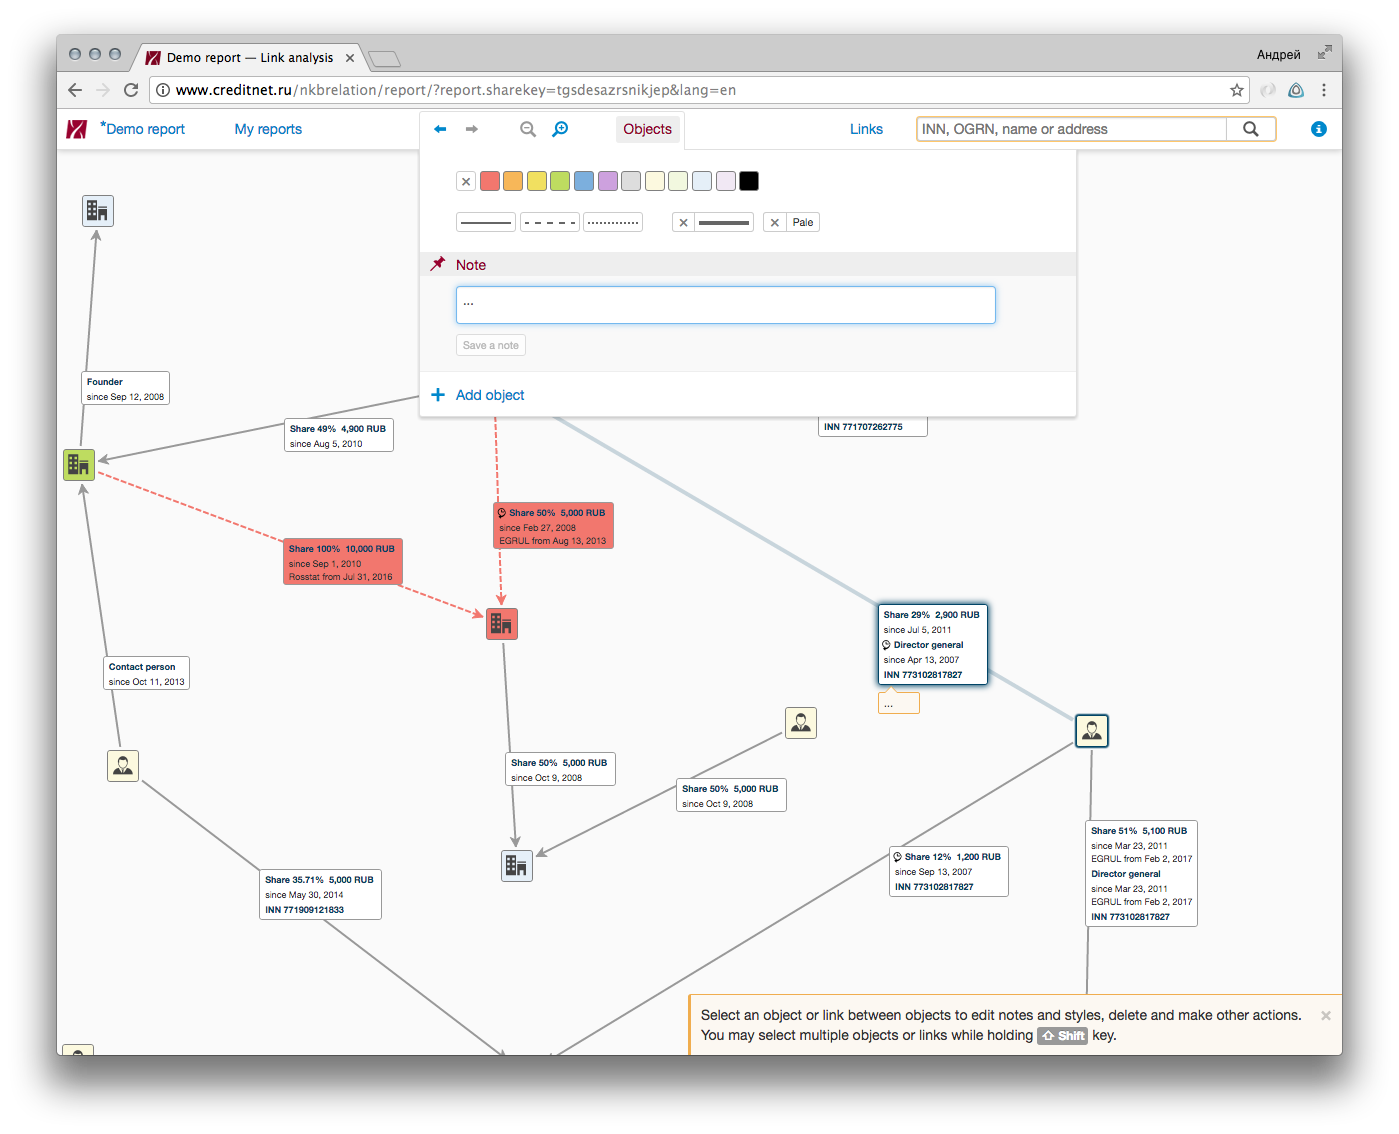 Demo report — Link analysis
Андрей
www.creditnet.ru/nkbrelation/report/?report.sharekey=tgsdesazrsnikjep&lang=en
*Demo report
My reports
Objects
Links
INN, OGRN, name or address
Pale
Note
...
Save a note
Add object
Founder
since Sep 12, 2008
Share 49% 4,900 RUB
since Aug 5, 2010
INN 771707262775
Share 50% 5,000 RUB
since Feb 27, 2008
EGRUL from Aug 13, 2013
Share 100% 10,000 RUB
since Sep 1, 2010
Rosstat from Jul 31, 2016
Share 29% 2,900 RUB
since Jul 5, 2011
Director general
since Apr 13, 2007
INN 773102817827
...
Contact person
since Oct 11, 2013
Share 50% 5,000 RUB
since Oct 9, 2008
Share 50% 5,000 RUB
since Oct 9, 2008
Share 51% 5,100 RUB
since Mar 23, 2011
EGRUL from Feb 2, 2017
Director general
since Mar 23, 2011
EGRUL from Feb 2, 2017
INN 773102817827
Share 12% 1,200 RUB
since Sep 13, 2007
INN 773102817827
Share 35.71% 5,000 RUB
since May 30, 2014
INN 771909121833
Select an object or link between objects to edit notes and styles, delete and make other actions.
You may select multiple objects or links while holding Shift key.